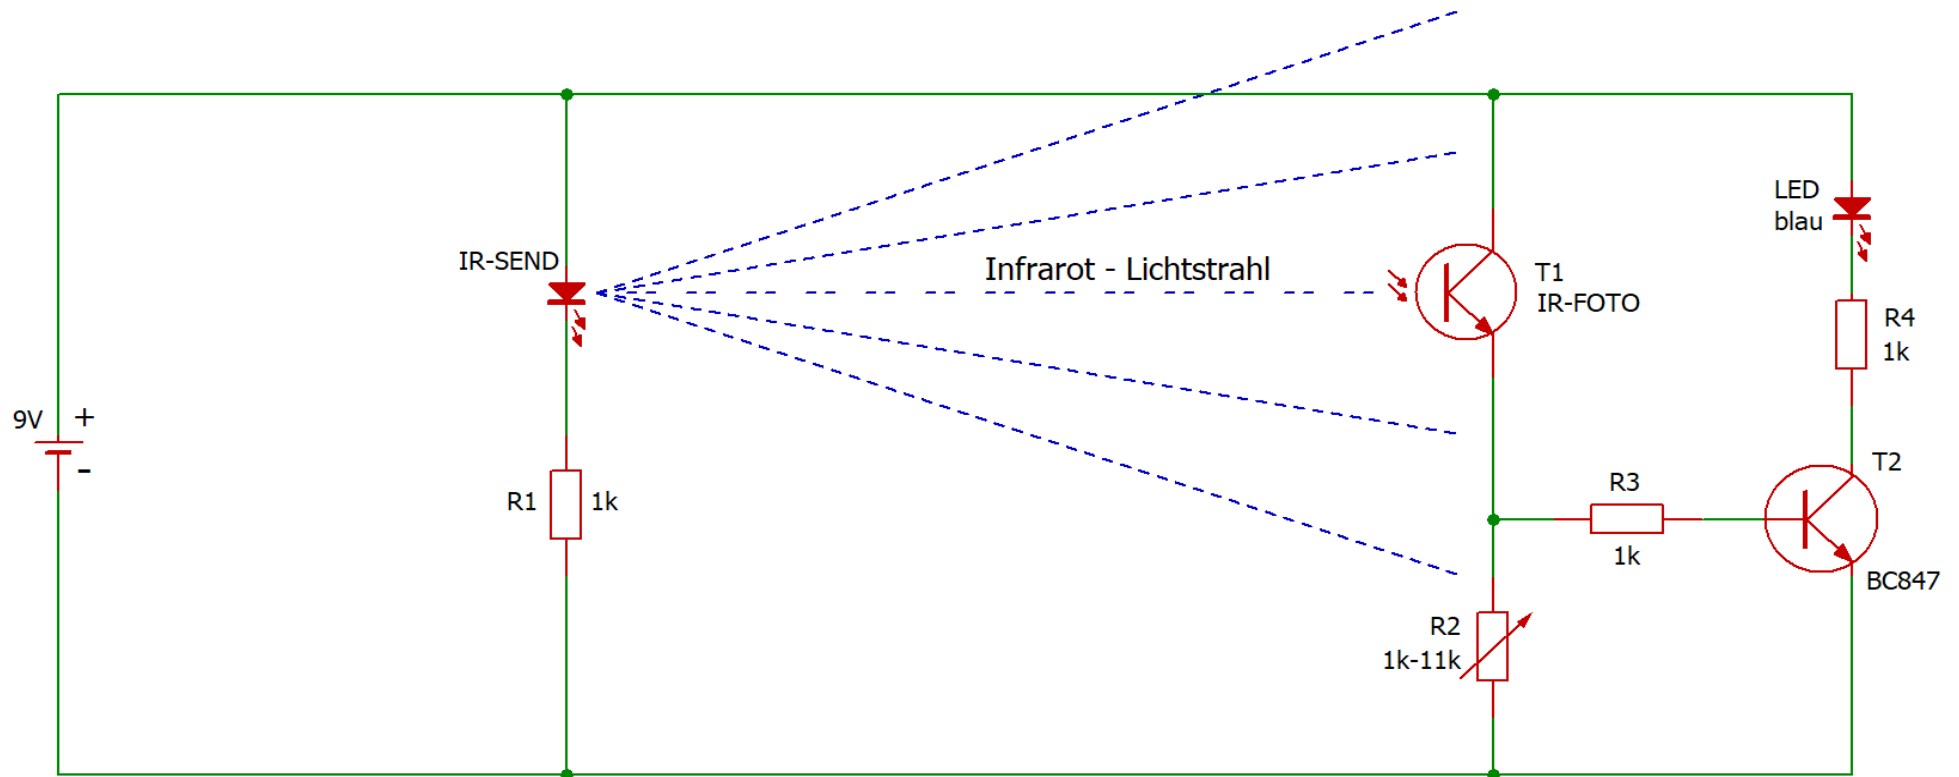 9V
+
-
IR-SEND
R1
1k
Infrarot - Lichtstrahl
T1
IR-FOTO
LED
blau
R4
1k
T2
R3
1k
BC847
R2
1k-11k